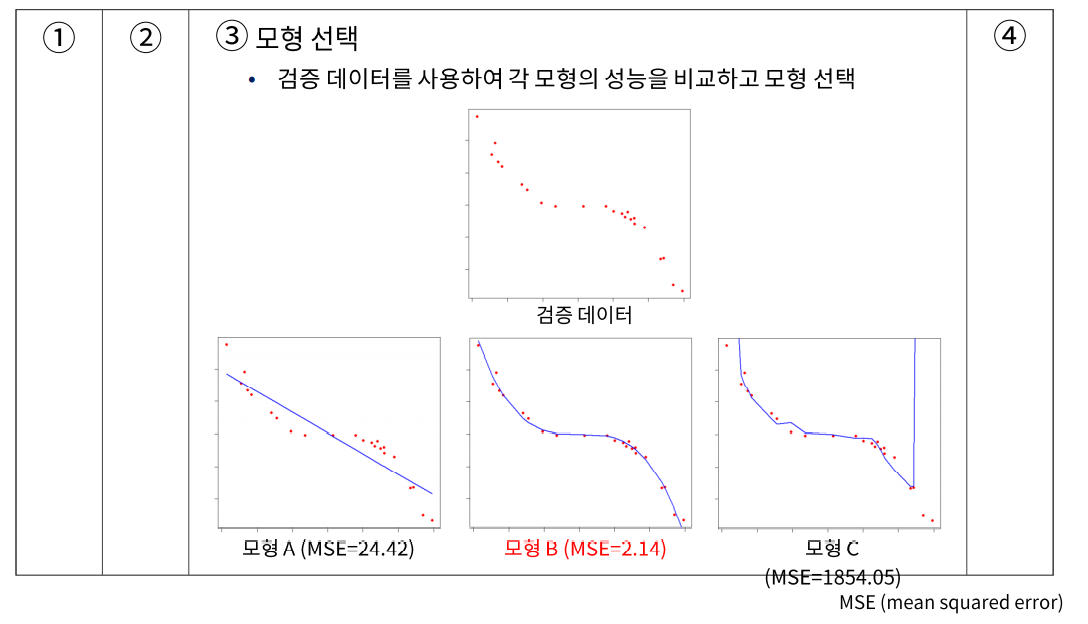 ① ② ③ 모형 선택 ④
• 검증 데이터를 사용하여 각 모형의 성능을 비교하고 모형 선택
검증 데이터
모형 A (MSE=24.42) 모형 B (MSE=2.14) 모형 C
(MSE=1854.05)
MSE (mean squared error)